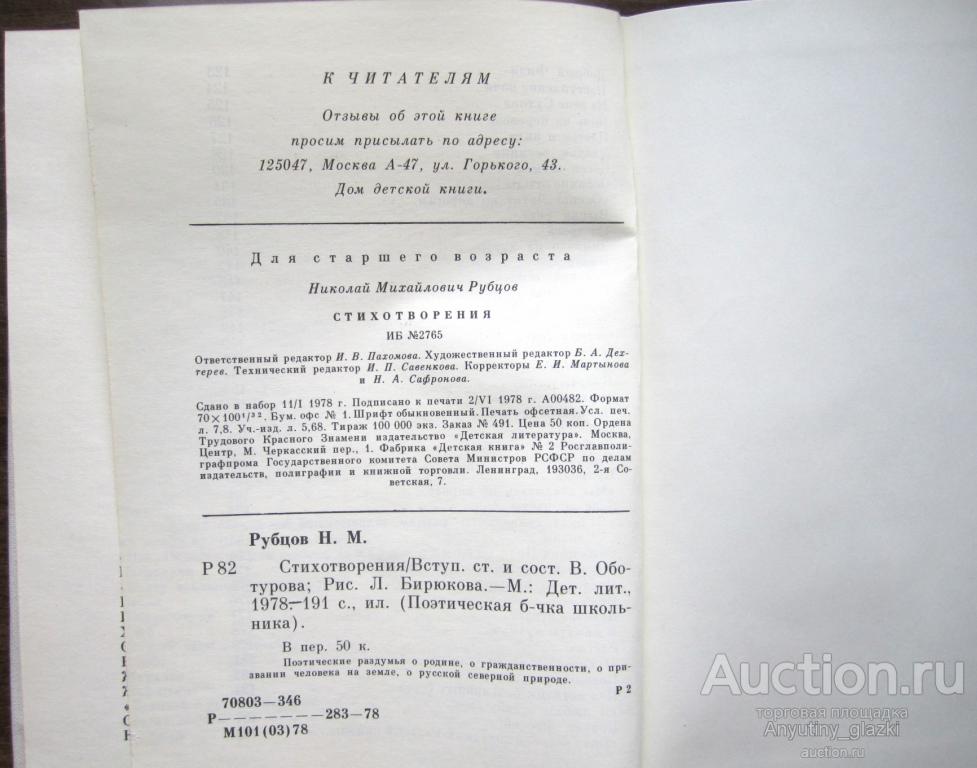 К ЧИТАТЕЛЯМ
Отзывы об этой книге
просим присылать по адресу:
125047, Москва А-47, ул. Горького, 43.
Дом детской книги.
Для старшего возраста
Николай Михайлович Рубцов
СТИХОТВОРЕНИЯ
ИБ №2765
Ответственный редактор И. В. Пахомова. Художественный редактор Б. А. Дех-
терев. Технический редактор И. П. Савенкова. Корректоры Е. И. Мартынова
и Н. А. Сафронова.
Сдано в набор 11/I 1978 г. Подписано к печати 2/VI 1978 г. А00482. Формат
70×100¹/³². Бум. офс № 1. Шрифт обыкновенный. Печать офсетная. Усл. печ.
л. 7,8. Уч.-изд. л. 5,68. Тираж 100 000 экз. Заказ № 491. Цена 50 коп. Ордена
Трудового Красного Знамени издательство «Детская литература». Москва,
Центр, М. Черкасский пер., 1. Фабрика «Детская книга» № 2 Росглавполи-
графпрома Государственного комитета Совета Министров РСФСР по делам
издательств, полиграфии и книжной торговли. Ленинград, 193036, 2-я Со-
ветская, 7.
Рубцов Н. М.
Р82 Стихотворения/Вступ. ст. и сост. В. Обо-
турова; Рис. Л. Бирюкова.—М.: Дет. лит.,
1978.—191 с., ил. (Поэтическая б-чка школь-
ника).
В пер. 50 к.
Поэтические раздумья о родине, о гражданственности, о при-
звании человека на земле, о русской северной природе.
Р2
70803—346
Р———————283—78
М101(03)78
Auction.ru
торговая площадка
Anyutiny_glazki
auction.ru